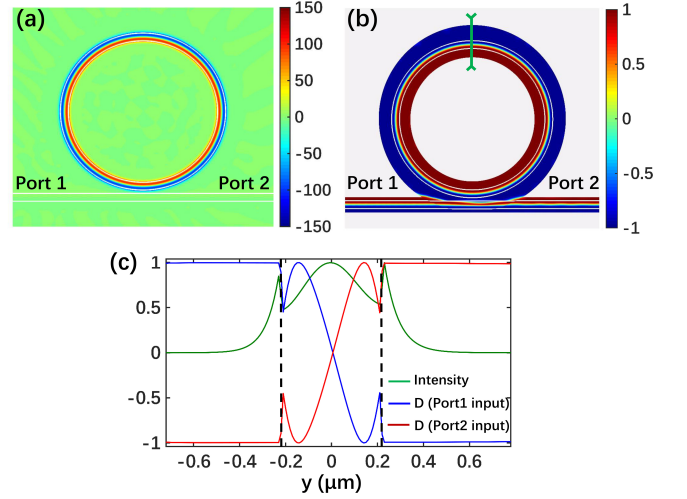 (a)
Port 1
Port 2
150
100
50
0
-50
-100
-150
(b)
Port 1
Port 2
1
0.5
0
-0.5
-1
(c)
1
0.5
0
-0.5
-1
Intensity
D (Port1 input)
D (Port2 input)
-0.6 -0.4 -0.2 0 0.2 0.4 0.6
y (μm)